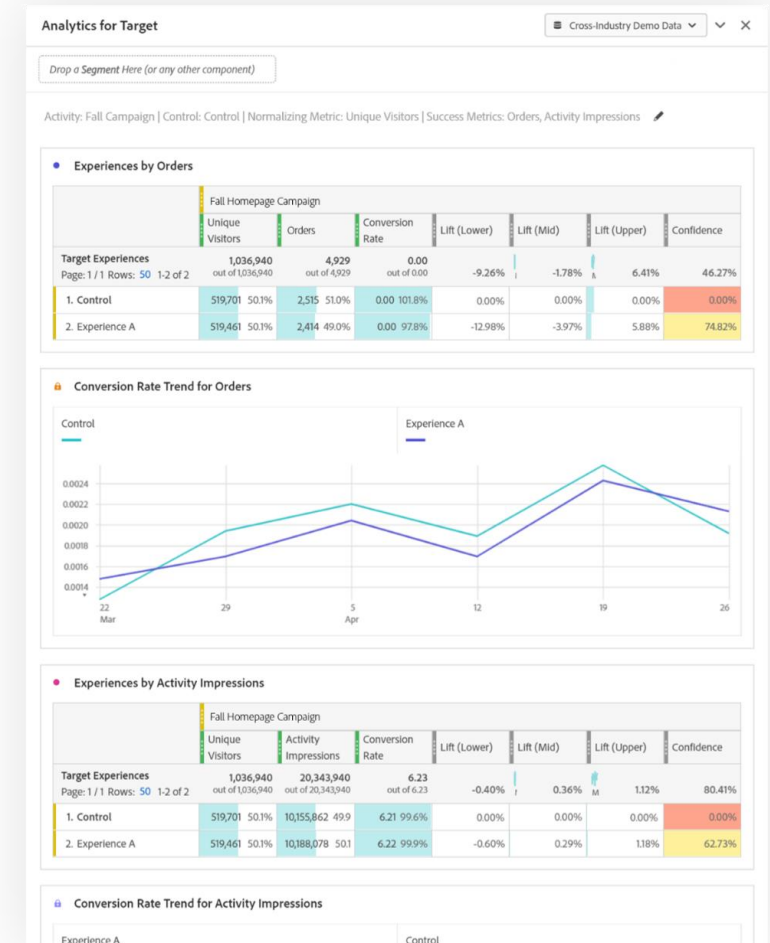 Analytics for Target
Cross-Industry Demo Data
Drop a Segment Here (or any other component)
Activity: Fall Campaign | Control: Control | Normalizing Metric: Unique Visitors | Success Metrics: Orders, Activity Impressions
Experiences by Orders
Fall Homepage Campaign
Unique Visitors Orders Conversion Rate Lift (Lower) Lift (Mid) Lift (Upper) Confidence
Target Experiences 1,036,940 4,929 0.00
Page: 1 / 1 Rows: 50 1-2 of 2 out of 1,036,940 out of 4,929 out of 0.00 -9.26% -1.78% 6.41% 46.27%
1. Control 519,701 50.1% 2,515 51.0% 0.00 101.8% 0.00% 0.00% 0.00% 0.00%
2. Experience A 519,461 50.1% 2,414 49.0% 0.00 97.8% -12.98% -3.97% 5.88% 74.82%
Conversion Rate Trend for Orders
Control Experience A
0.0024
0.0022
0.0020
0.0018
0.0016
0.0014
22 29 5 12 19 26
Mar Apr
Experiences by Activity Impressions
Fall Homepage Campaign
Unique Visitors Activity Impressions Conversion Rate Lift (Lower) Lift (Mid) Lift (Upper) Confidence
Target Experiences 1,036,940 20,343,940 6.23
Page: 1 / 1 Rows: 50 1-2 of 2 out of 1,036,940 out of 20,343,940 out of 6.23 -0.40% 0.36% M 1.12% 80.41%
1. Control 519,701 50.1% 10,155,862 49.9 6.21 99.6% 0.00% 0.00% 0.00% 0.00%
2. Experience A 519,461 50.1% 10,188,078 50.1 6.22 99.9% -0.60% 0.29% 1.18% 62.73%
Conversion Rate Trend for Activity Impressions
Experience A Control